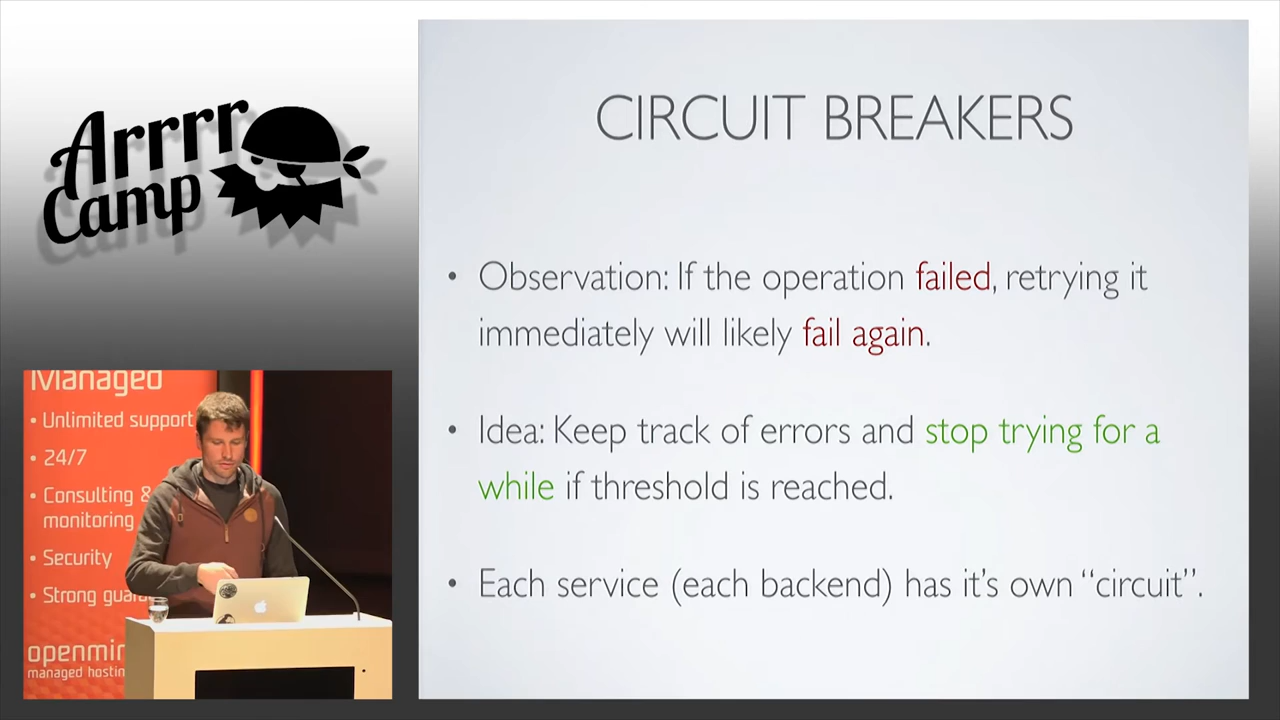 Arrrr
Camp
CIRCUIT BREAKERS
• Observation: If the operation failed, retrying it
immediately will likely fail again.
• Idea: Keep track of errors and stop trying for a
while if threshold is reached.
• Each service (each backend) has it's own “circuit”.
Managed
• Unlimited support
• 24/7
• Consulting &
monitoring
• Security
• Strong gua
openmin
managed hosting